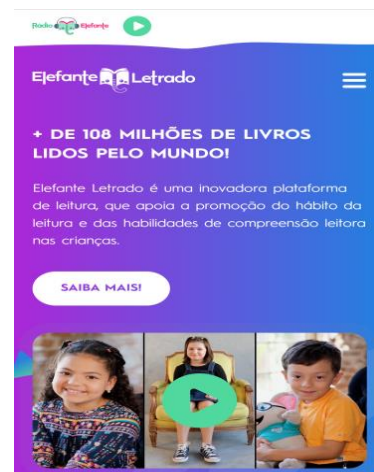 Rádio Elefante
Elefante Letrado
+ DE 108 MILHÕES DE LIVROS
LIDOS PELO MUNDO!
Elefante Letrado é uma inovadora plataforma
de leitura, que apoia a promoção do hábito da
leitura e das habilidades de compreensão leitora
nas crianças.
SAIBA MAIS!